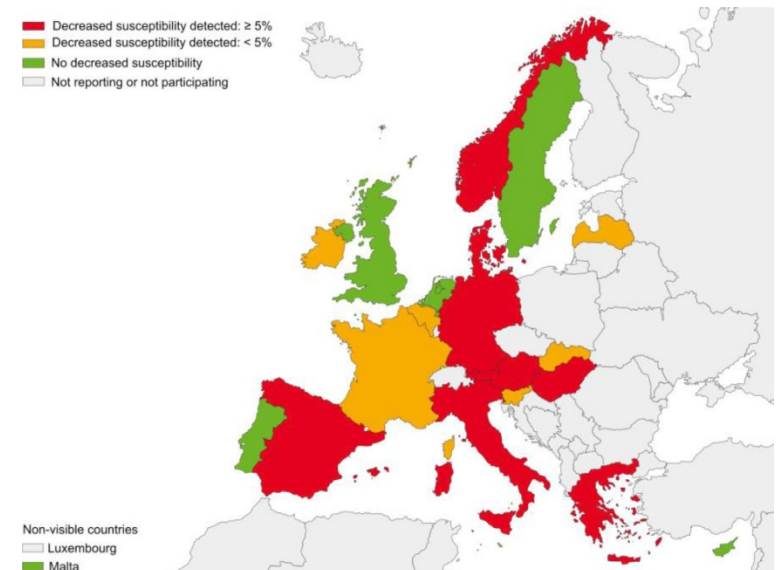 Decreased susceptibility detected: ≥ 5%
Decreased susceptibility detected: < 5%
No decreased susceptibility
Not reporting or not participating
Non-visible countries
Luxembourg
Malta